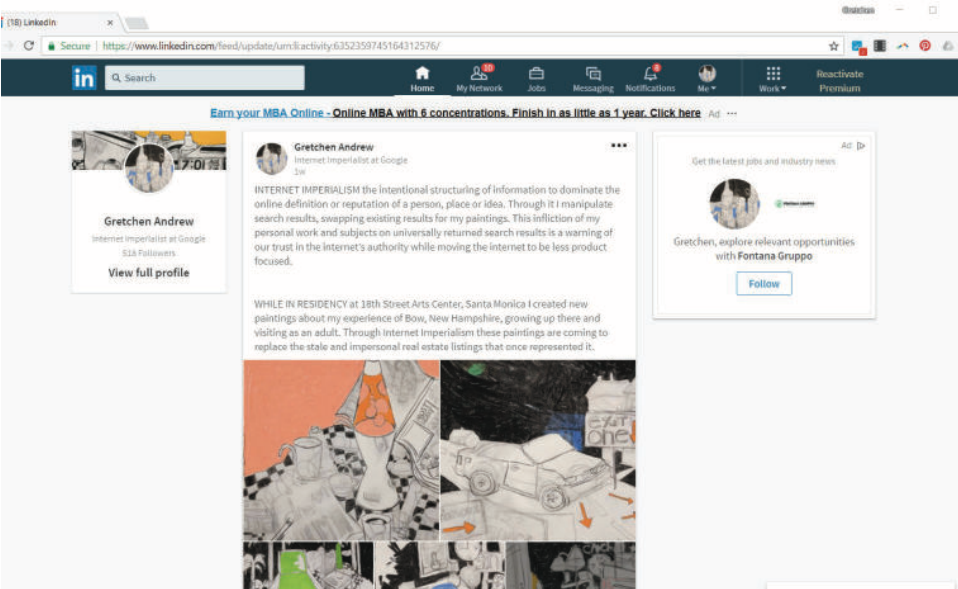 Gretchen
(18) LinkedIn ×
Secure | https://www.linkedin.com/feed/update/urn:li:activity:6352359745164312576/
in Search
10
4
Home My Network Jobs Messaging Notifications Me Work Reactivate
Premium
Earn your MBA Online - Online MBA with 6 concentrations. Finish in as little as 1 year. Click here Ad ...
7:01
Gretchen Andrew
Internet Imperialist at Google
518 Followers
View full profile
Gretchen Andrew
Internet Imperialist at Google
1w
INTERNET IMPERIALISM the intentional structuring of information to dominate the
online definition or reputation of a person, place or idea. Through it I manipulate
search results, swapping existing results for my paintings. This infliction of my
personal work and subjects on universally returned search results is a warning of
our trust in the internet's authority while moving the internet to be less product
focused.
WHILE IN RESIDENCY at 18th Street Arts Center, Santa Monica I created new
paintings about my experience of Bow, New Hampshire, growing up there and
visiting as an adult. Through Internet Imperialism these paintings are coming to
replace the stale and impersonal real estate listings that once represented it.
EXIT
one
Ad
Get the latest jobs and industry news
Gretchen, explore relevant opportunities
with Fontana Gruppo
Follow